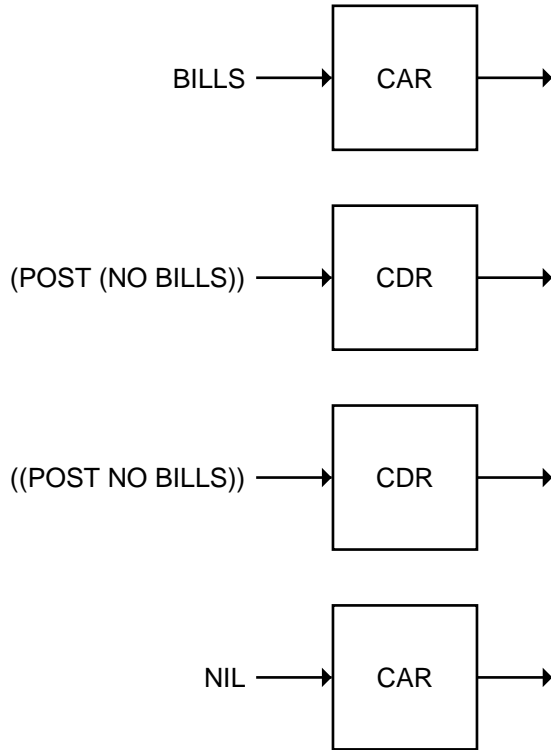 BILLS CAR
(POST (NO BILLS)) CDR
((POST NO BILLS)) CDR
NIL CAR